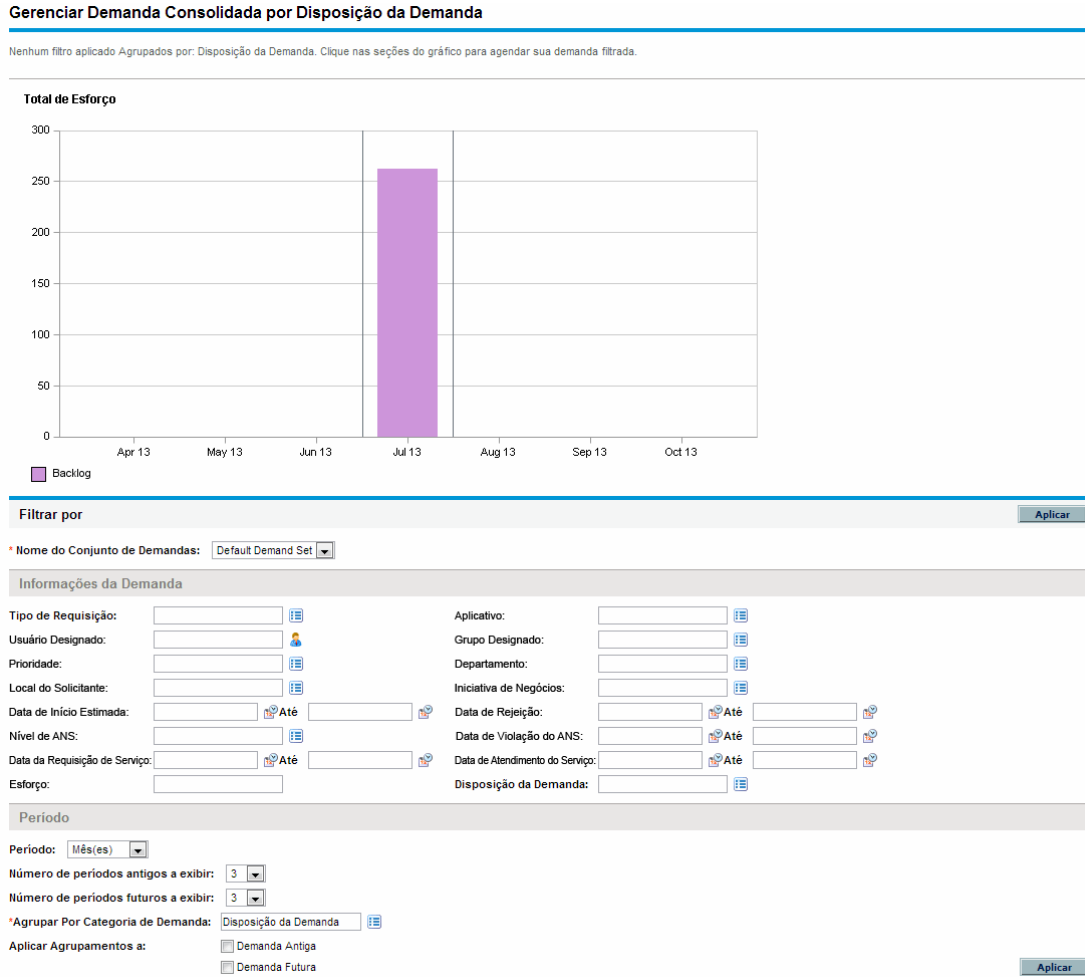 Gerenciar Demanda Consolidada por Disposição da Demanda
Nenhum filtro aplicado Agrupados por: Disposição da Demanda. Clique nas seções do gráfico para agendar sua demanda filtrada.
Total de Esforço
300
250
200
150
100
50
0
Apr 13 May 13 Jun 13 Jul 13 Aug 13 Sep 13 Oct 13
Backlog
Filtrar por Aplicar
* Nome do Conjunto de Demandas: Default Demand Set
Informações da Demanda
Tipo de Requisição: Aplicativo:
Usuário Designado: Grupo Designado:
Prioridade: Departamento:
Local do Solicitante: Iniciativa de Negócios:
Data de Início Estimada: Até Data de Rejeição: Até
Nível de ANS: Data de Violação do ANS: Até
Data da Requisição de Serviço: Até Data de Atendimento do Serviço: Até
Esforço: Disposição da Demanda:
Período
Período: Mês(es)
Número de períodos antigos a exibir: 3
Número de períodos futuros a exibir: 3
*Agrupar Por Categoria de Demanda: Disposição da Demanda
Aplicar Agrupamentos a: Demanda Antiga
Demanda Futura Aplicar